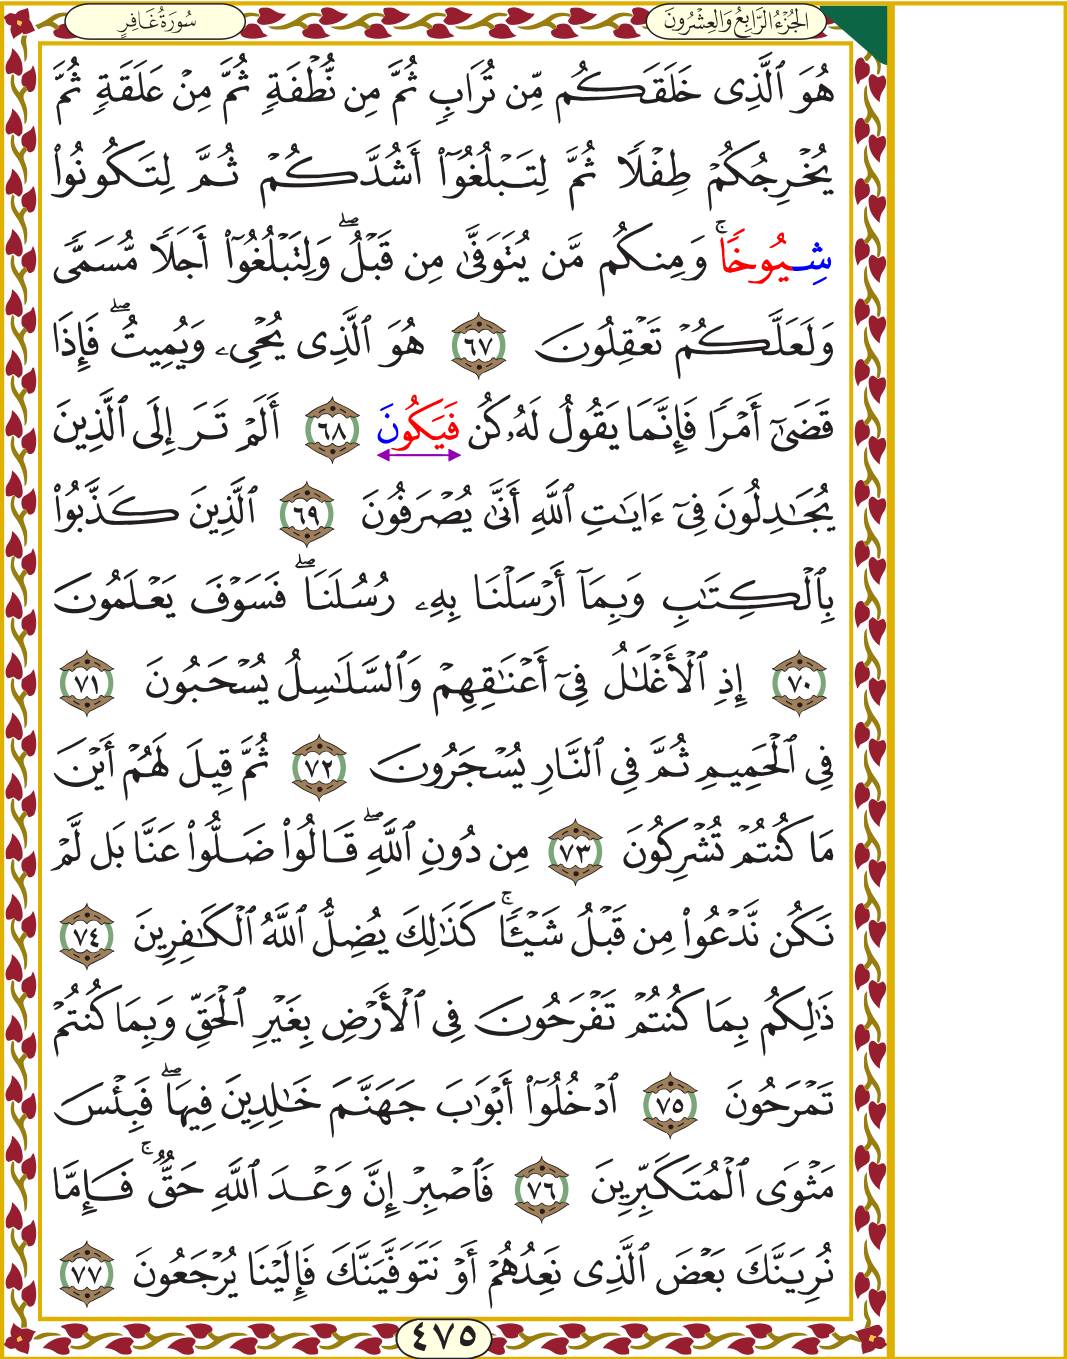 الجُزْءُ الرَّابِعُ وَالعِشْرُونَ
سُورَةُ غَافِرٍ
هُوَ ٱلَّذِى خَلَقَكُم مِّن تُرَابٍ ثُمَّ مِن نُّطْفَةٍ ثُمَّ مِنْ عَلَقَةٍ ثُمَّ
يُخْرِجُكُمْ طِفْلًا ثُمَّ لِتَبْلُغُوٓا۟ أَشُدَّكُمْ ثُمَّ لِتَكُونُوا۟
شِيُوخًاۚ وَمِنكُم مَّن يُتَوَفَّىٰ مِن قَبْلُۖ وَلِتَبْلُغُوٓا۟ أَجَلًا مُّسَمًّى
وَلَعَلَّكُمْ تَعْقِلُونَ ٦٧ هُوَ ٱلَّذِى يُحْىِۦ وَيُمِيتُۖ فَإِذَا
قَضَىٰٓ أَمْرًا فَإِنَّمَا يَقُولُ لَهُۥ كُن فَيَكُونَ ٦٨ أَلَمْ تَرَ إِلَى ٱلَّذِينَ
يُجَـٰدِلُونَ فِىٓ ءَايَـٰتِ ٱللَّهِ أَنَّىٰ يُصْرَفُونَ ٦٩ ٱلَّذِينَ كَذَّبُوا۟
بِٱلْكِتَـٰبِ وَبِمَآ أَرْسَلْنَا بِهِۦ رُسُلَنَاۖ فَسَوْفَ يَعْلَمُونَ
٧٠ إِذِ ٱلْأَغْلَـٰلُ فِىٓ أَعْنَـٰقِهِمْ وَٱلسَّلَـٰسِلُ يُسْحَبُونَ ٧١
فِى ٱلْحَمِيمِ ثُمَّ فِى ٱلنَّارِ يُسْجَرُونَ ٧٢ ثُمَّ قِيلَ لَهُمْ أَيْنَ
مَا كُنتُمْ تُشْرِكُونَ ٧٣ مِن دُونِ ٱللَّهِۖ قَالُوا۟ ضَلُّوا۟ عَنَّا بَل لَّمْ
نَكُن نَّدْعُوا۟ مِن قَبْلُ شَيْـًٔاۚ كَذَٰلِكَ يُضِلُّ ٱللَّهُ ٱلْكَـٰفِرِينَ ٧٤
ذَٰلِكُم بِمَا كُنتُمْ تَفْرَحُونَ فِى ٱلْأَرْضِ بِغَيْرِ ٱلْحَقِّ وَبِمَا كُنتُمْ
تَمْرَحُونَ ٧٥ ٱدْخُلُوٓا۟ أَبْوَٰبَ جَهَنَّمَ خَـٰلِدِينَ فِيهَاۖ فَبِئْسَ
مَثْوَى ٱلْمُتَكَبِّرِينَ ٧٦ فَٱصْبِرْ إِنَّ وَعْدَ ٱللَّهِ حَقٌّۚ فَإِمَّا
نُرِيَنَّكَ بَعْضَ ٱلَّذِى نَعِدُهُمْ أَوْ نَتَوَفَّيَنَّكَ فَإِلَيْنَا يُرْجَعُونَ ٧٧
٤٧٥